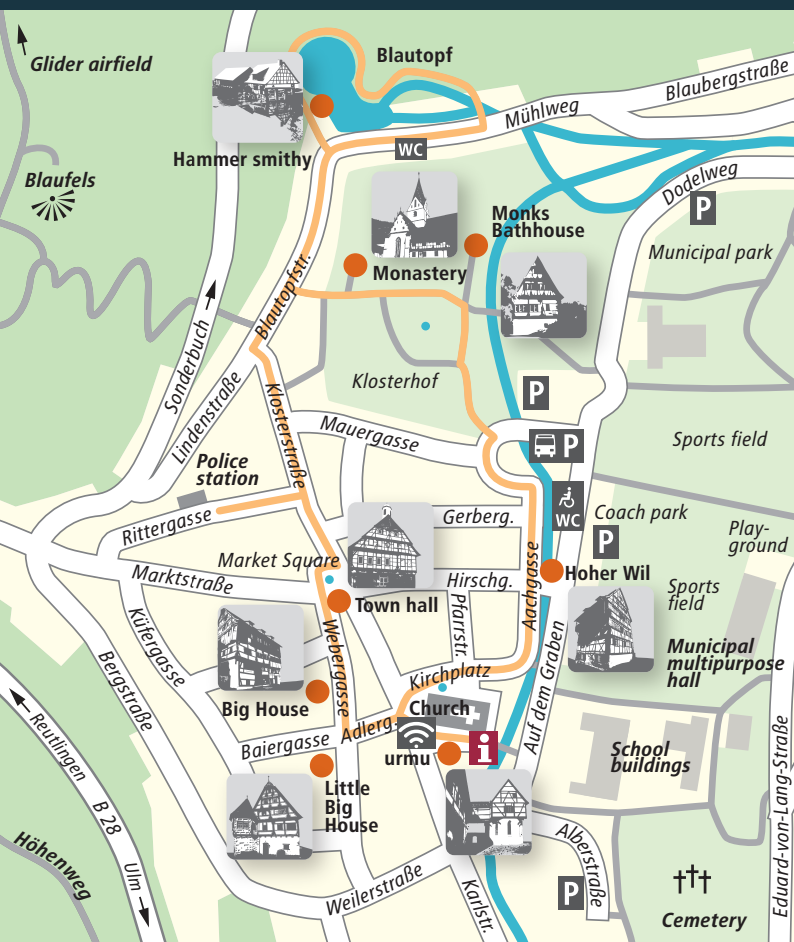 Glider airfield
Blautopf
Blaubergstraße
Mühlweg
WC
Hammer smithy
Blaufels
Dodelweg
P
Monks
Bathhouse
Municipal park
Monastery
Blautopfstr.
Sonderbuch
Klosterhof
Lindenstraße
Klosterstraße
P
Mauergasse
P
Sports field
Police
station
WC
Coach park
Rittergasse
Gerberg.
Play-
ground
P
Market Square
Marktstraße
Hirschg.
Aachgasse
Hoher Wil
Sports
field
Town hall
Pfarrstr.
Küfergasse
Webergasse
Municipal
multipurpose
hall
Bergstraße
Kirchplatz
Auf dem Graben
Big House
Church
Adlerg.
Baiergasse
urmu
i
School
buildings
Reutlingen
B 28
Ulm
Little
Big
House
Höhenweg
Alberstraße
Eduard-von-Lang-Straße
Weilerstraße
Karlstr.
P
Cemetery